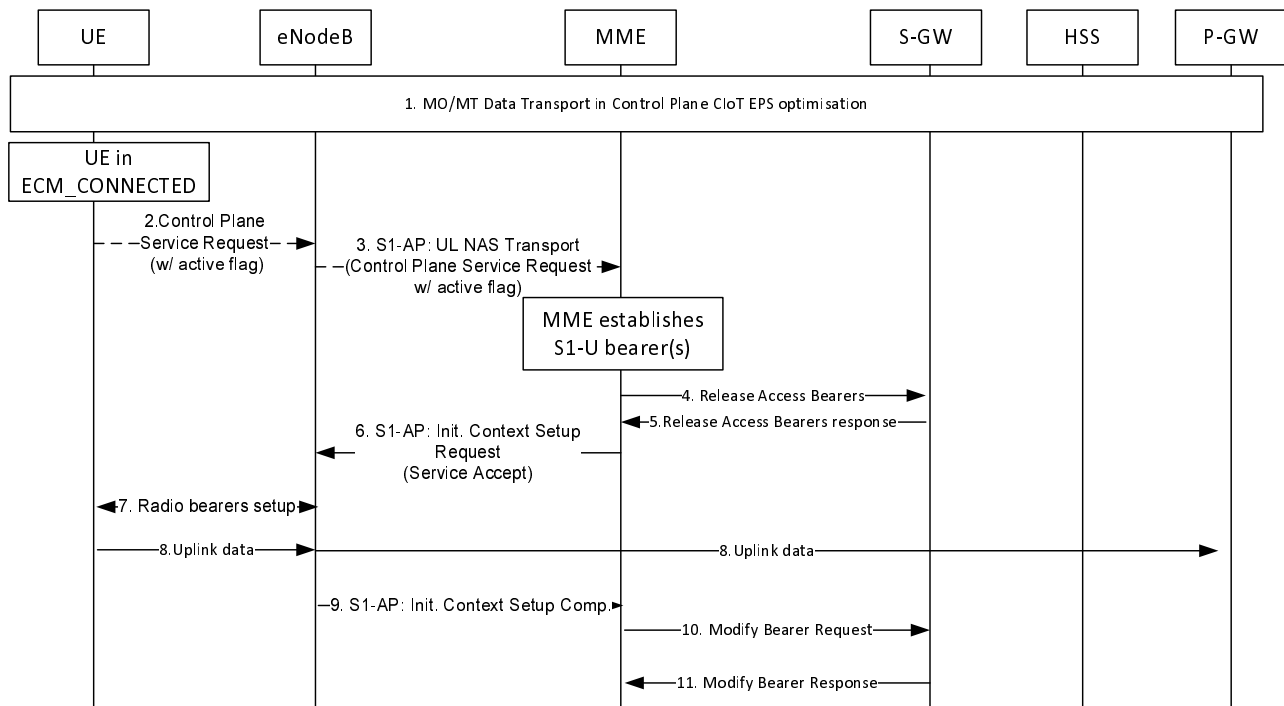 UE
eNodeB
MME
S-GW
HSS
P-GW
1. MO/MT Data Transport in Control Plane CIoT EPS optimisation
UE in
ECM_CONNECTED
2.Control Plane
Service Request
(w/ active flag)
3. S1-AP: UL NAS Transport
(Control Plane Service Request
w/ active flag)
MME establishes
S1-U bearer(s)
4. Release Access Bearers
5.Release Access Bearers response
6. S1-AP: Init. Context Setup
Request
(Service Accept)
7. Radio bearers setup
8.Uplink data
8.Uplink data
9. S1-AP: Init. Context Setup Comp.
10. Modify Bearer Request
11. Modify Bearer Response